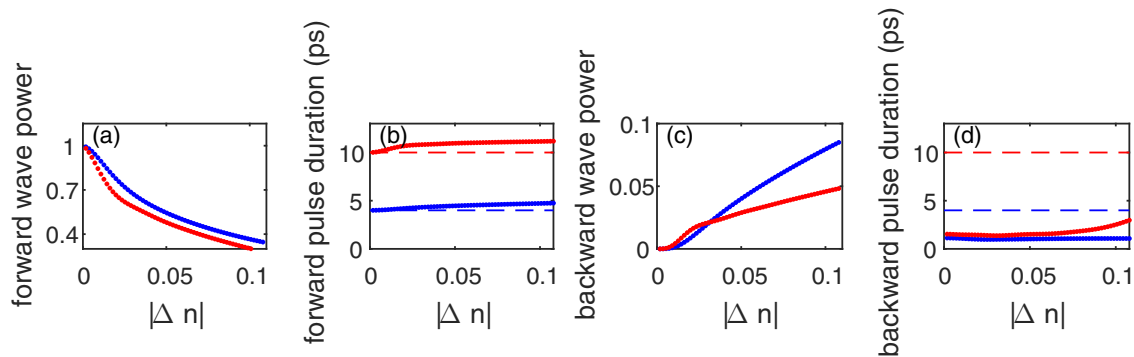 forward wave power
1
0.7
0.4
(a)
0
0.05
0.1
|Δ n|
forward pulse duration (ps)
10
5
0
(b)
0
0.05
0.1
|Δ n|
backward wave power
0.1
0.05
0
(c)
0
0.05
0.1
|Δ n|
backward pulse duration (ps)
10
5
0
(d)
0
0.05
0.1
|Δ n|